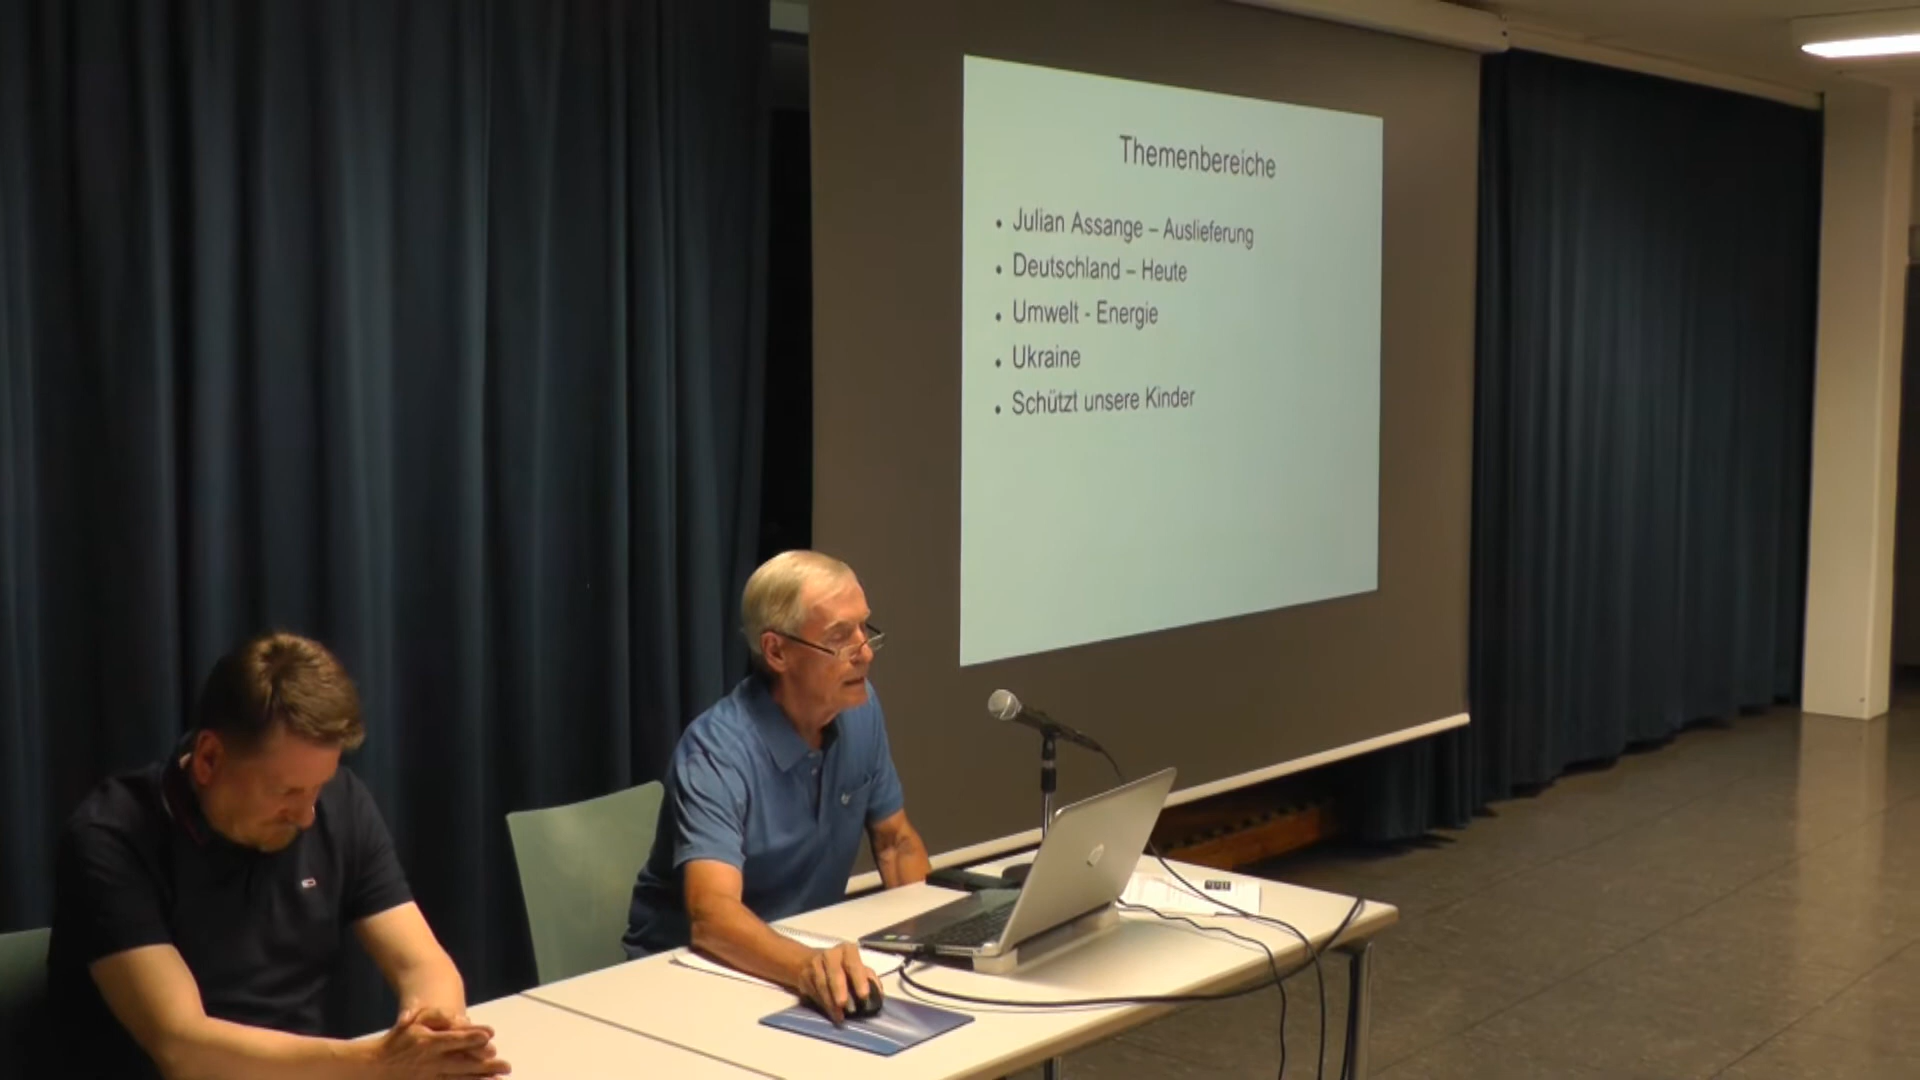 Themenbereiche
• Julian Assange – Auslieferung
• Deutschland – Heute
• Umwelt - Energie
• Ukraine
• Schützt unsere Kinder